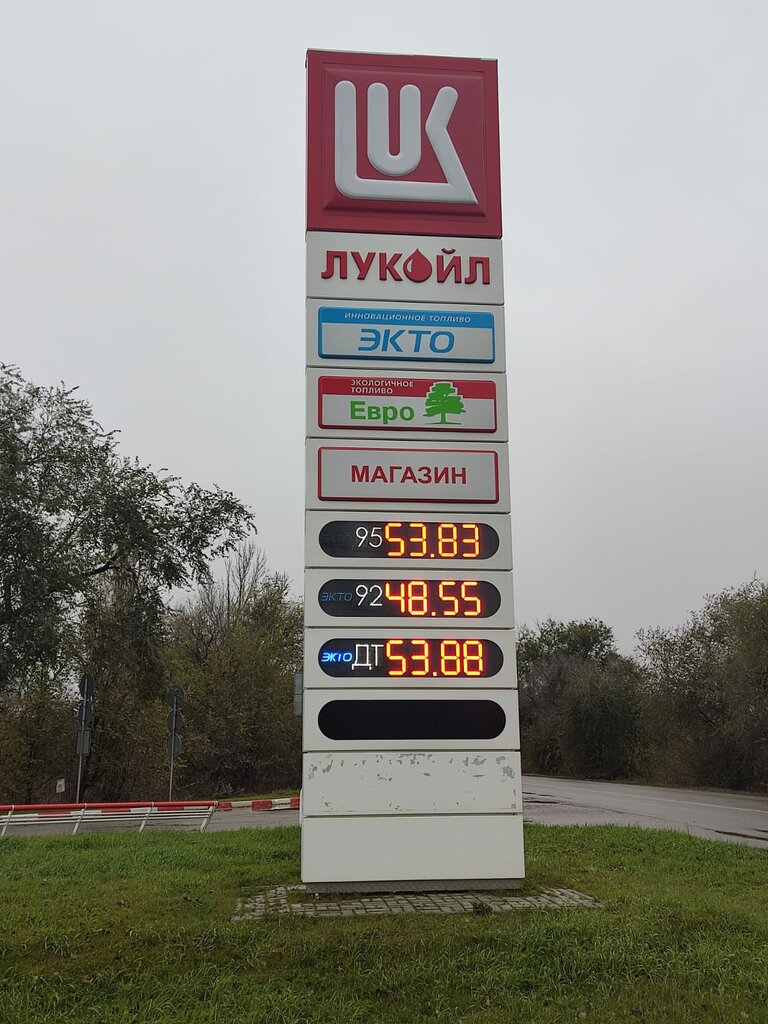 LUK
ЛУКОЙЛ
ИННОВАЦИОННОЕ ТОПЛИВО
ЭКТО
ЭКОЛОГИЧНОЕ
ТОПЛИВО
Евро
МАГАЗИН
ЭКТО 95 53.83
ЭКТО 92 48.55
ЭКТО ДТ 53.88